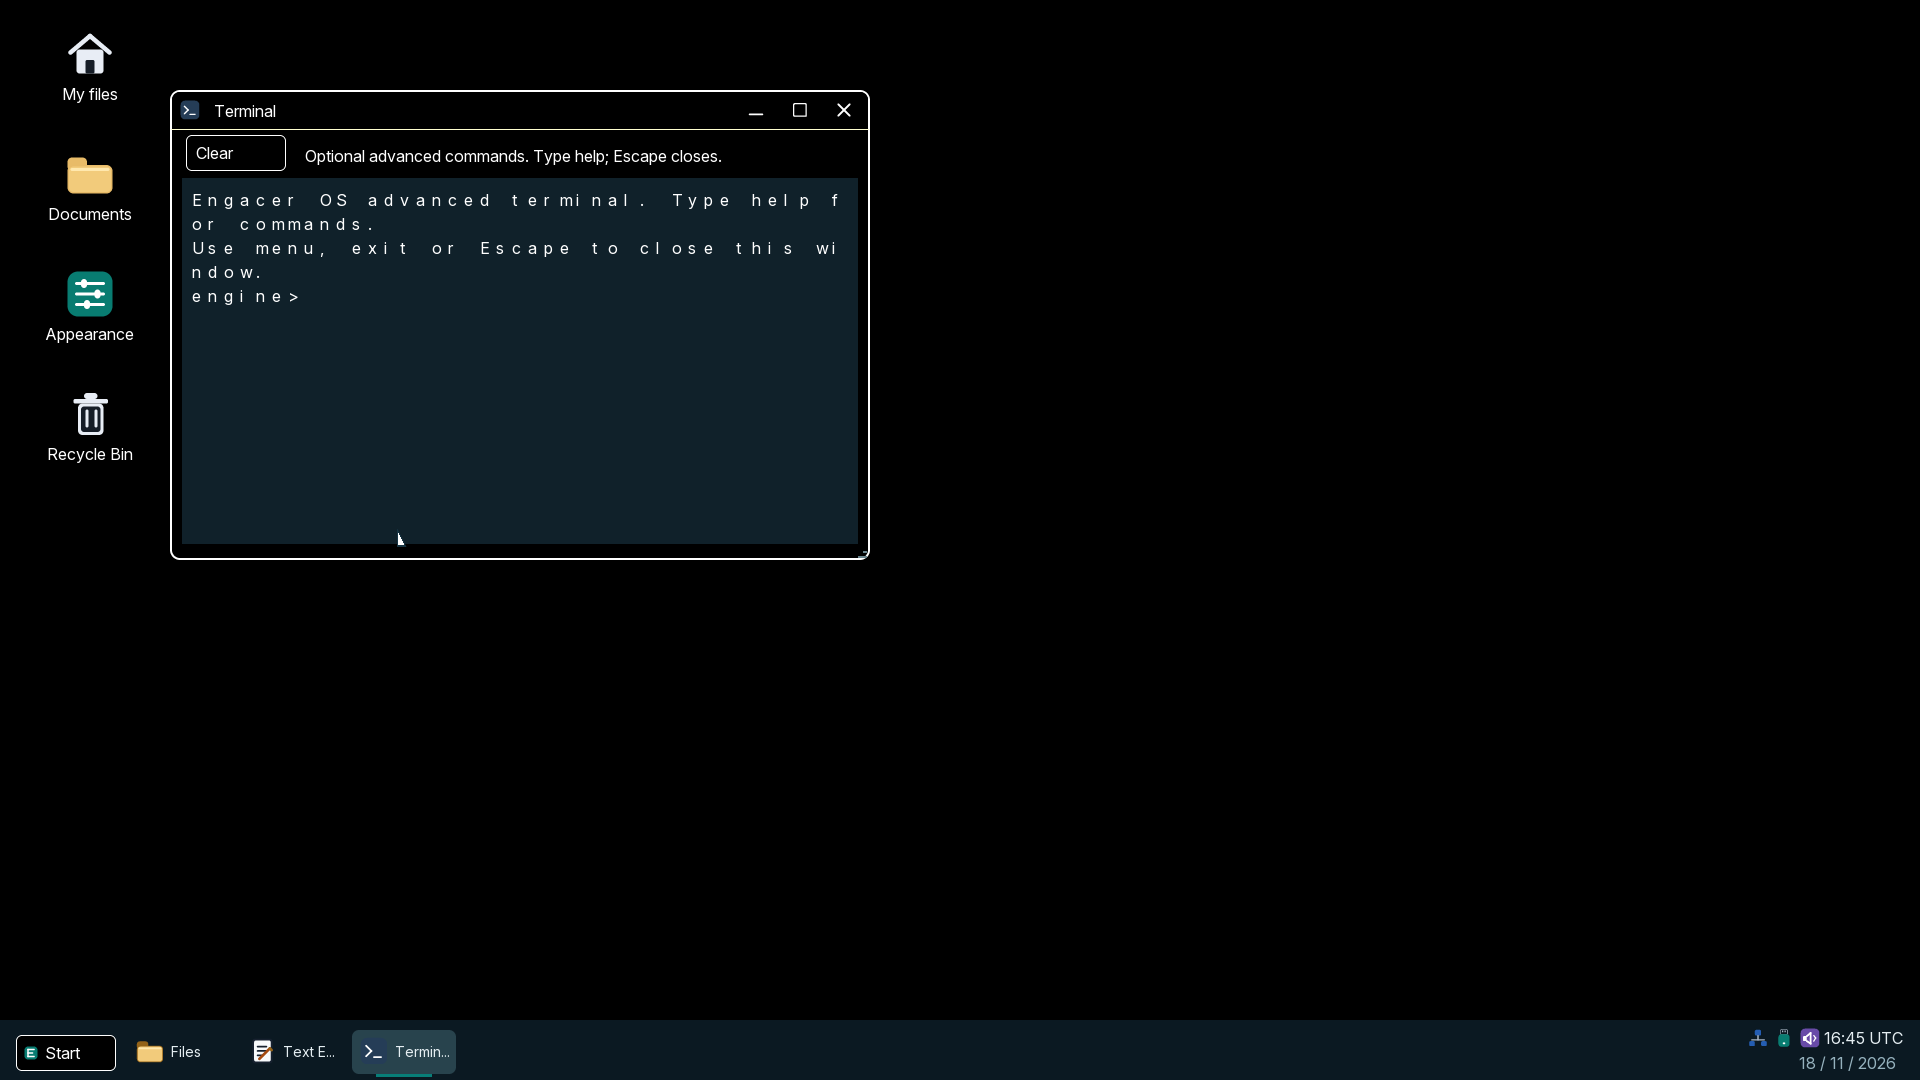 My files
Documents
Appearance
Recycle Bin
Terminal
Clear
Optional advanced commands. Type help; Escape closes.
Engacer OS advanced terminal. Type help f
or commands.
Use menu, exit or Escape to close this wi
ndow.
engine>
Start
Files
Text E...
Termin...
16:45 UTC
18 / 11 / 2026